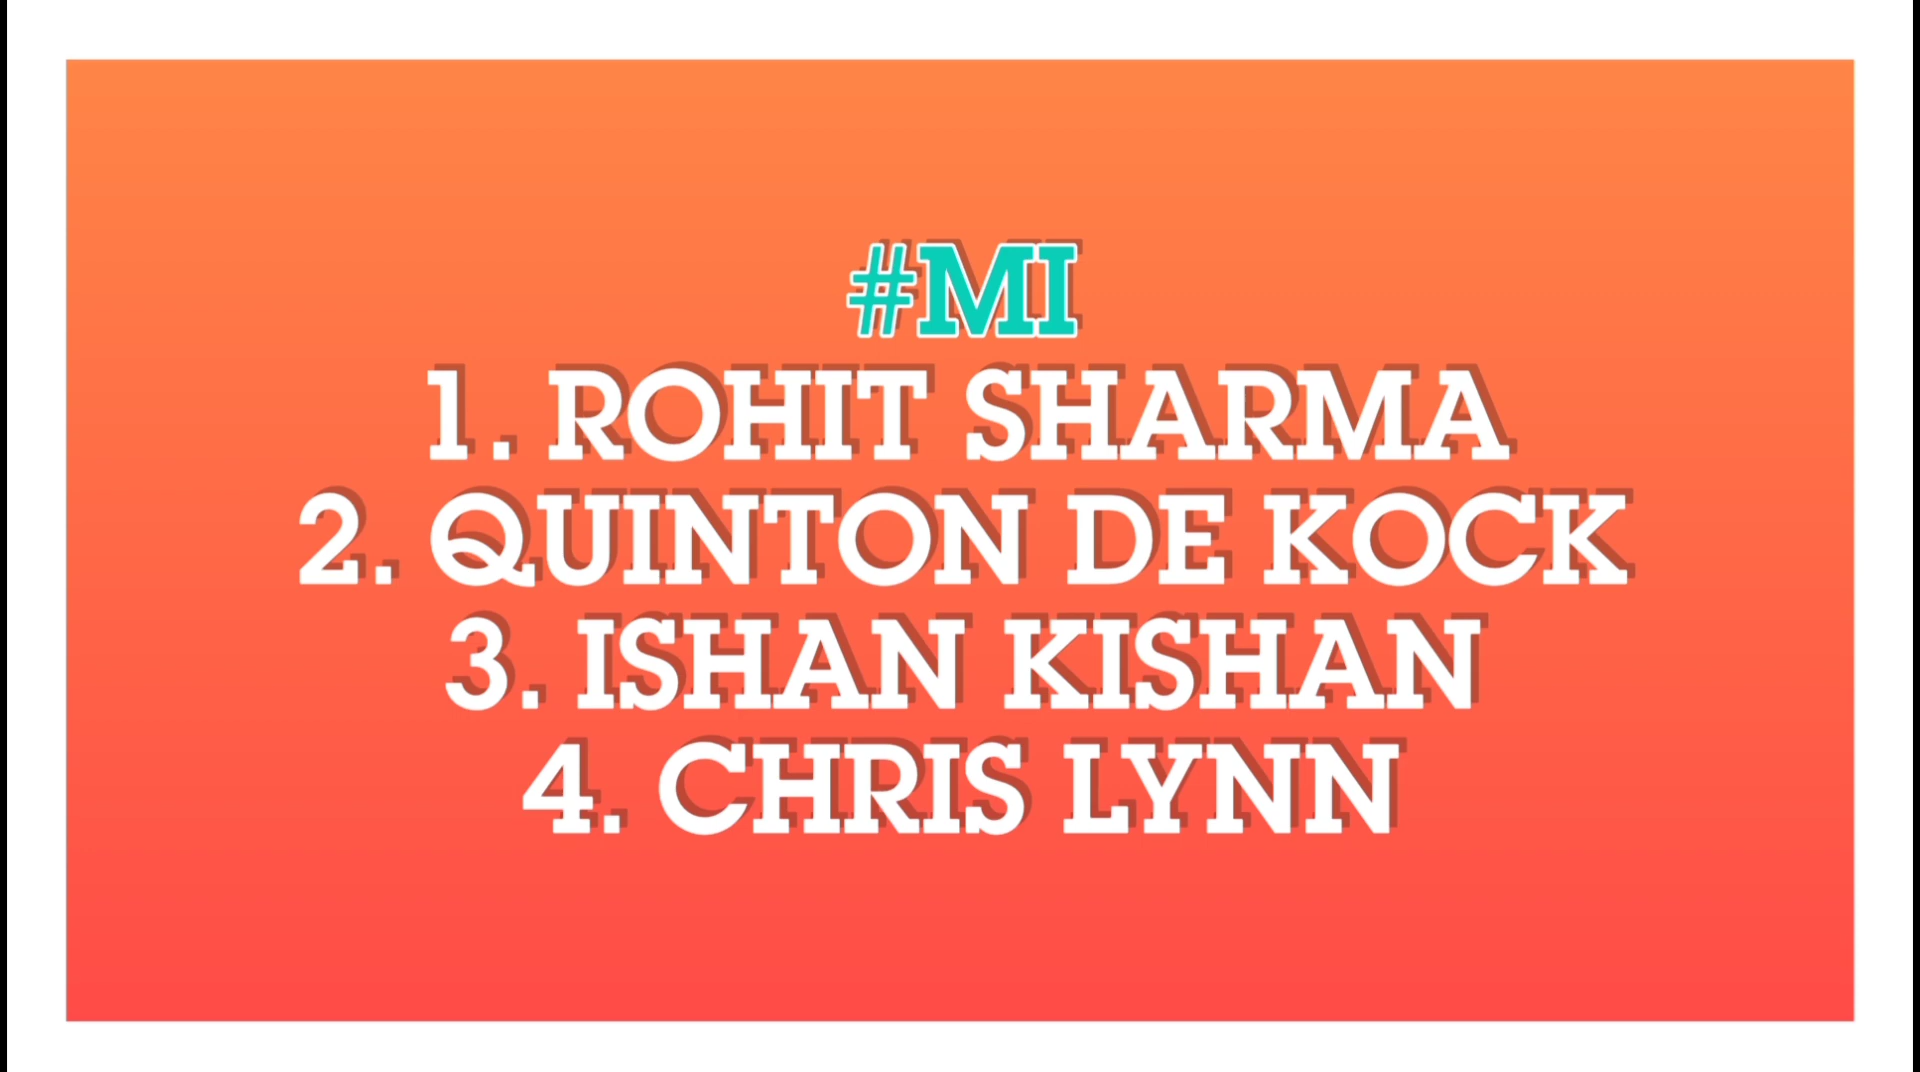 #MI
1. ROHIT SHARMA
2. QUINTON DE KOCK
3. ISHAN KISHAN
4. CHRIS LYNN